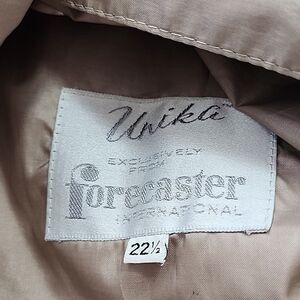 Unika
EXCLUSIVELY
FROM
forecaster
INTERNATIONAL
22½